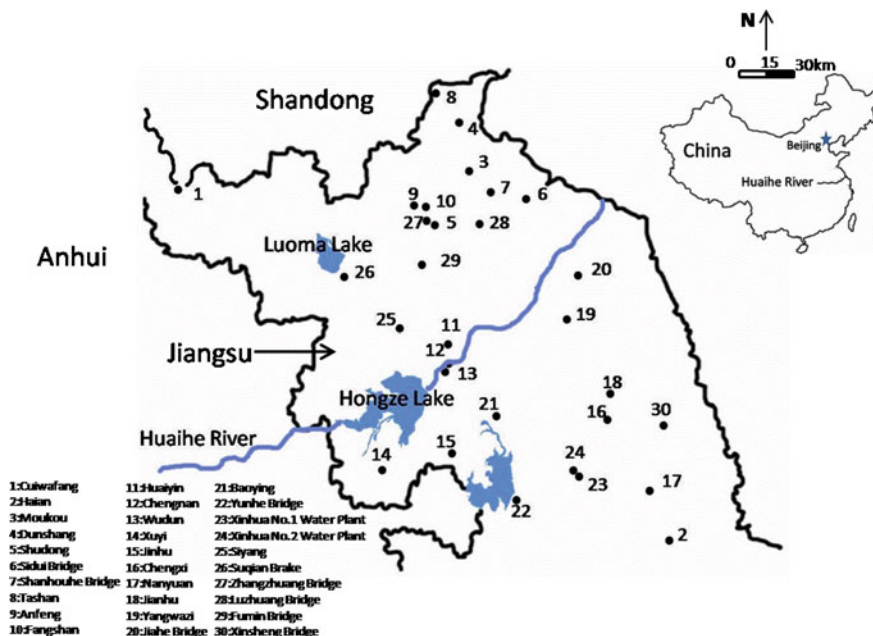 N
0 15 30km
Shandong
8
4
China
Beijing
3
Huaihe River
1
7
6
9
10
27
5
28
Luoma Lake
Anhui
29
26
20
25
11
19
12
Jiangsu
13
18
Hongze Lake
21
16
30
Huaihe River
15
14
24
23
17
22
2
1:Cuiwafang 11:Huaiyin 21:Baoying
2:Haian 12:Chengnan 22:Yunhe Bridge
3:Moukou 13:Wudun 23:Xinhua No.1 Water Plant
4:Dunshang 14:Xuyi 24:Xinhua No.2 Water Plant
5:Shudong 15:Jinhu 25:Siyang
6:Sidui Bridge 16:Chengxi 26:Suqian Brake
7:Shanhouhe Bridge 17:Nanyuan 27:Zhangzhuang Bridge
8:Tashan 18:Jianhu 28:Luzhuang Bridge
9:Anfeng 19:Yangwazi 29:Fumin Bridge
10:Fangshan 20:Jiahe Bridge 30:Xinsheng Bridge